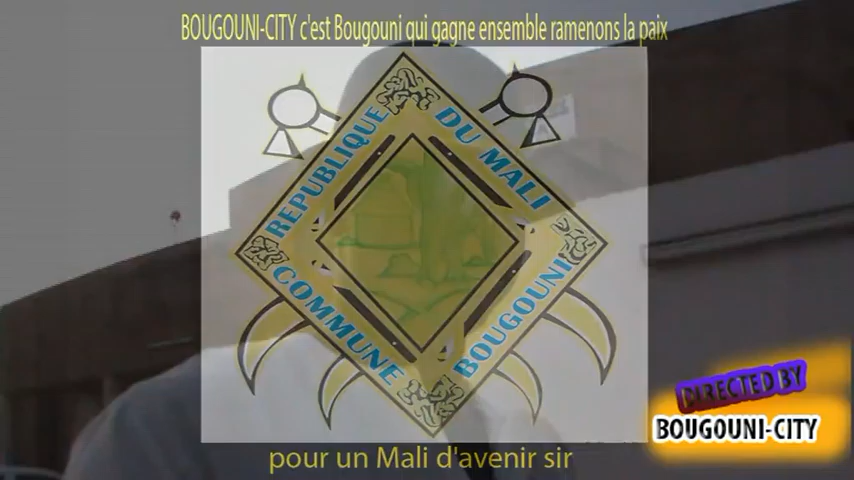 BOUGOUNI-CITY c'est Bougouni qui gagne ensemble ramenons la paix
REPUBLIQUE
DU MALI
COMMUNE
BOUGOUNI
DIRECTED BY
BOUGOUNI-CITY
pour un Mali d'avenir sir